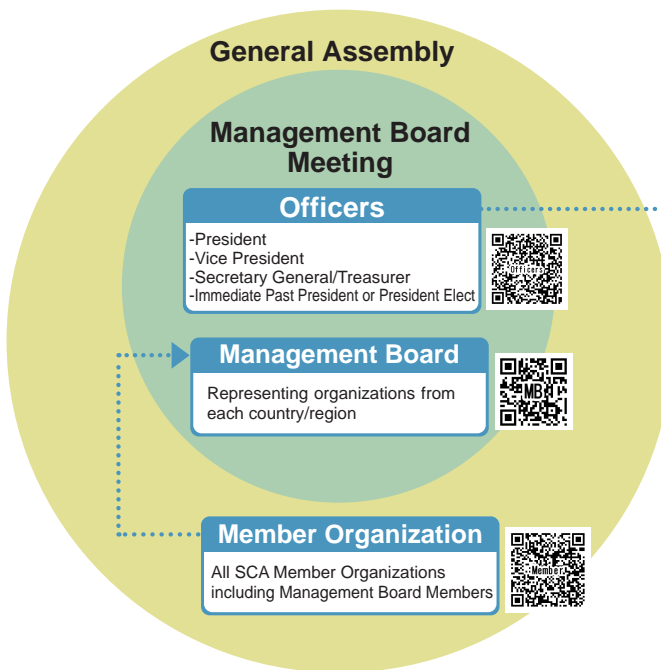 General Assembly
Management Board
Meeting
Officers
-President
-Vice President
-Secretary General/Treasurer
-Immediate Past President or President Elect
Officers
Management Board
Representing organizations from
each country/region
MB
Member Organization
All SCA Member Organizations
including Management Board Members
Member